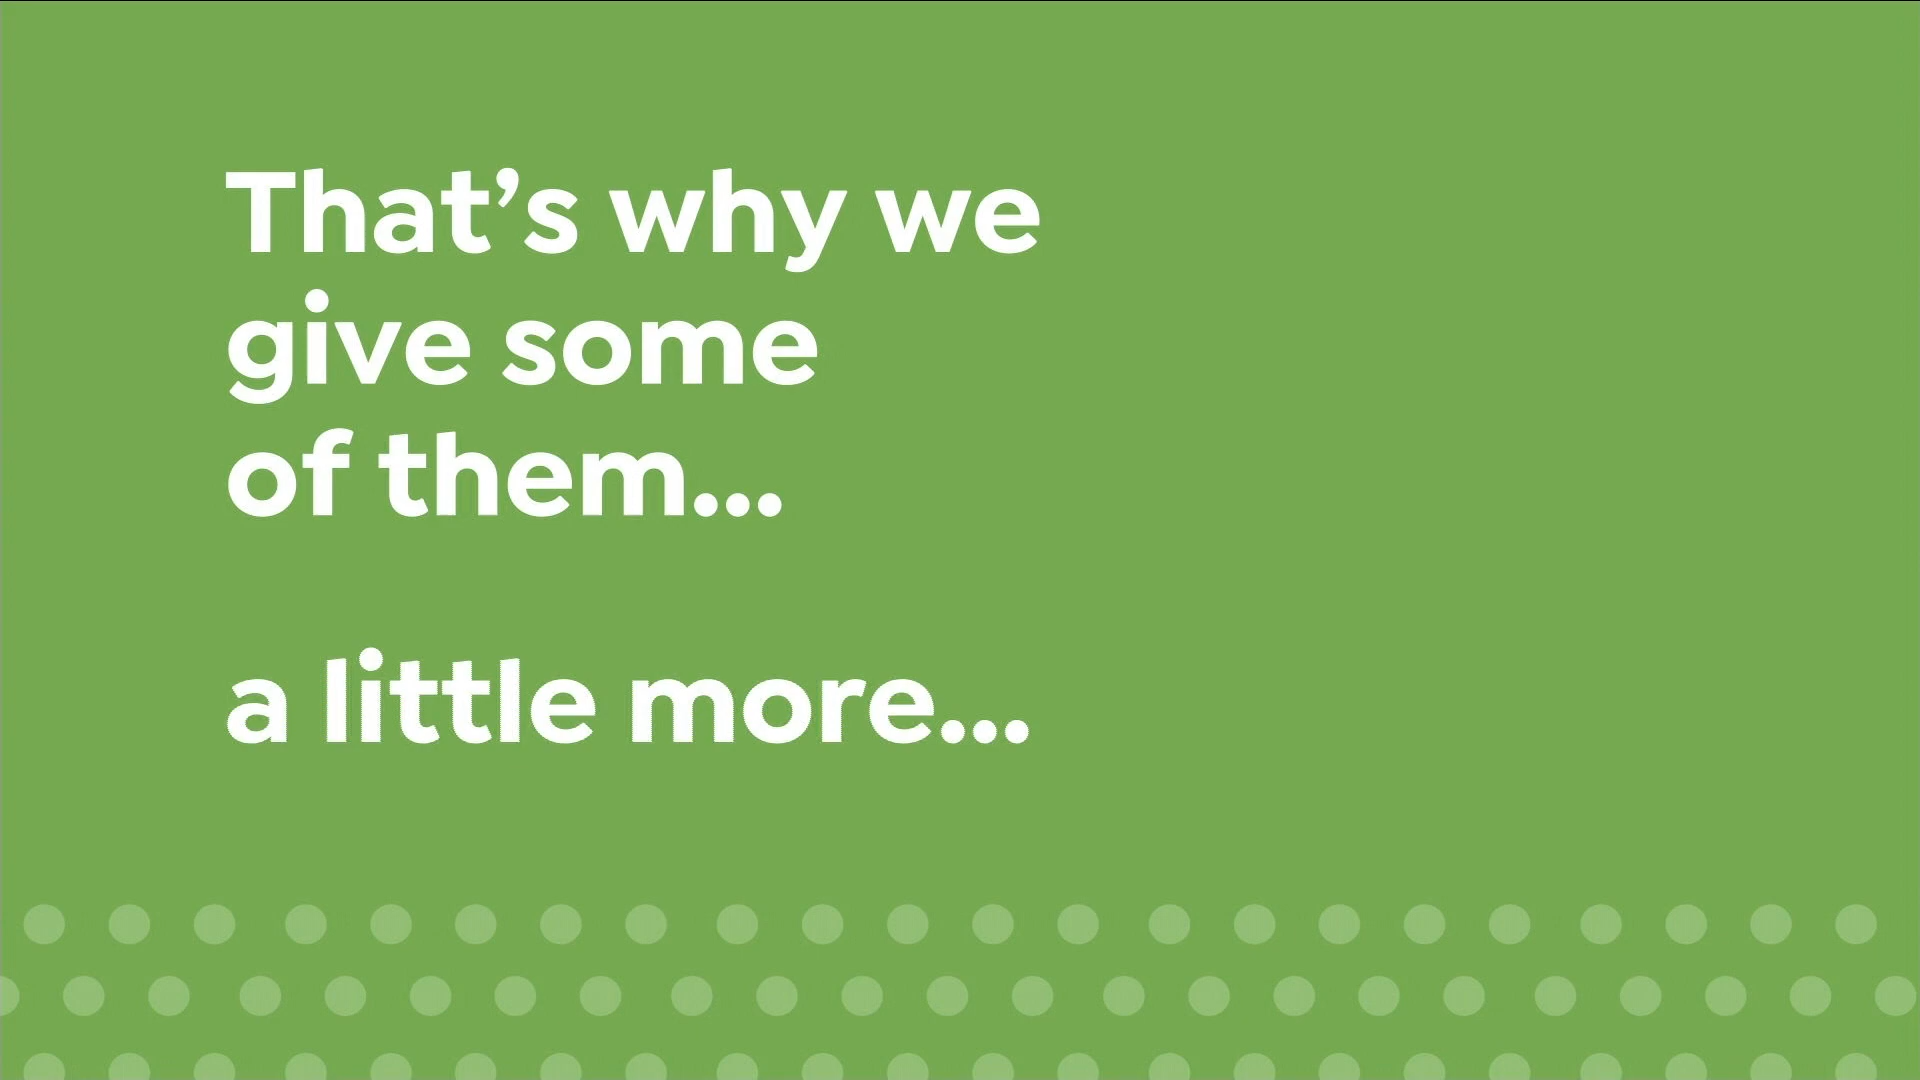 That’s why we
give some
of them...
a little more...